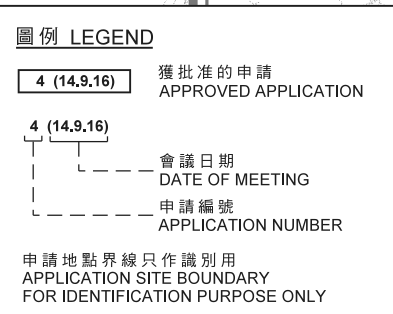 圖例 LEGEND
4 (14.9.16)
獲批准的申請
APPROVED APPLICATION
4 (14.9.16)
會議日期
DATE OF MEETING
申請編號
APPLICATION NUMBER
申請地點界線只作識別用
APPLICATION SITE BOUNDARY
FOR IDENTIFICATION PURPOSE ONLY